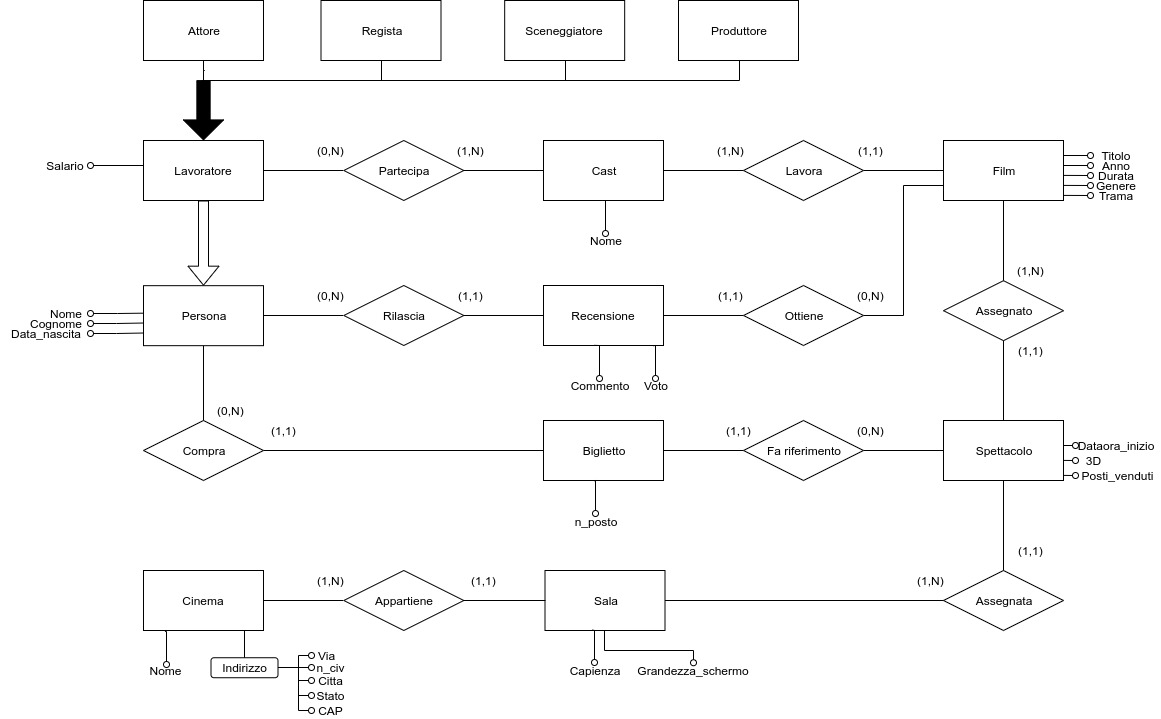 Attore
Regista
Sceneggiatore
Produttore
Salario
Lavoratore
(0,N)
Partecipa
(1,N)
Cast
(1,N)
Lavora
(1,1)
Film
Titolo
Anno
Durata
Genere
Trama
Nome
(1,N)
Assegnato
(1,1)
Nome
Cognome
Data_nascita
Persona
(0,N)
Rilascia
(1,1)
Recensione
(1,1)
Ottiene
(0,N)
Commento
Voto
(0,N)
Compra
(1,1)
Biglietto
(1,1)
Fa riferimento
(0,N)
Spettacolo
Dataora_inizio
3D
Posti_venduti
n_posto
(1,1)
Cinema
(1,N)
Appartiene
(1,1)
Sala
(1,N)
Assegnata
Nome
Indirizzo
Via
n_civ
Citta
Stato
CAP
Capienza
Grandezza_schermo